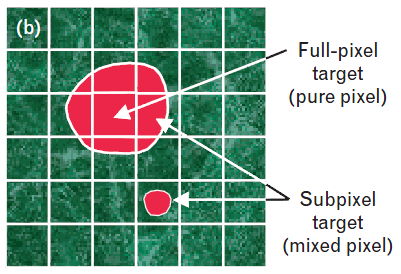 (b)
Full-pixel
target
(pure pixel)
Subpixel
target
(mixed pixel)